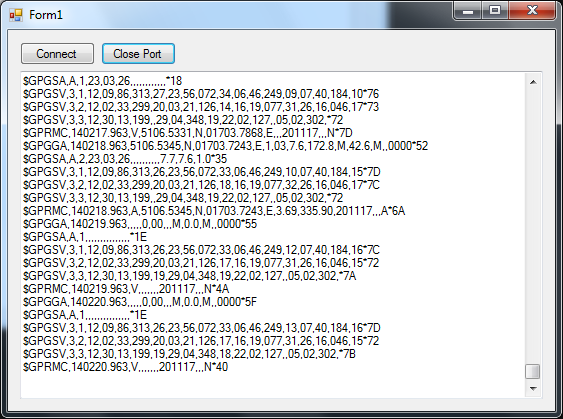 Form1
Connect
Close Port
$GPGSA,A,1,23,03,26,,,,,,,,,,,,*18
$GPGSV,3,1,12,09,86,313,27,23,56,072,34,06,46,249,09,07,40,184,10*76
$GPGSV,3,2,12,02,33,299,20,03,21,126,14,16,19,077,31,26,16,046,17*73
$GPGSV,3,3,12,30,13,199,,29,04,348,19,22,02,127,,05,02,302,*72
$GPRMC,140217.963,V,5106.5331,N,01703.7868,E,,,201117,,,N*7D
$GPGGA,140218.963,5106.5345,N,01703.7243,E,1,03,7.6,172.8,M,42.6,M,,0000*52
$GPGSA,A,2,23,03,26,,,,,,,,,,7.7,7.6,1.0*35
$GPGSV,3,1,12,09,86,313,26,23,56,072,33,06,46,249,10,07,40,184,15*7D
$GPGSV,3,2,12,02,33,299,20,03,21,126,18,16,19,077,32,26,16,046,17*7C
$GPGSV,3,3,12,30,13,199,,29,04,348,19,22,02,127,,05,02,302,*72
$GPRMC,140218.963,A,5106.5345,N,01703.7243,E,3.69,335.90,201117,,,A*6A
$GPGGA,140219.963,,,,,0,00,,,M,0.0,M,,0000*55
$GPGSA,A,1,,,,,,,,,,,,,,,*1E
$GPGSV,3,1,12,09,86,313,26,23,56,072,33,06,46,249,12,07,40,184,16*7C
$GPGSV,3,2,12,02,33,299,20,03,21,126,17,16,19,077,31,26,16,046,15*72
$GPGSV,3,3,12,30,13,199,19,29,04,348,19,22,02,127,,05,02,302,*7A
$GPRMC,140219.963,V,,,,,,,201117,,,N*4A
$GPGGA,140220.963,,,,,0,00,,,M,0.0,M,,0000*5F
$GPGSA,A,1,,,,,,,,,,,,,,,*1E
$GPGSV,3,1,12,09,86,313,26,23,56,072,33,06,46,249,13,07,40,184,16*7D
$GPGSV,3,2,12,02,33,299,20,03,21,126,17,16,19,077,31,26,16,046,15*72
$GPGSV,3,3,12,30,13,199,19,29,04,348,18,22,02,127,,05,02,302,*7B
$GPRMC,140220.963,V,,,,,,,201117,,,N*40